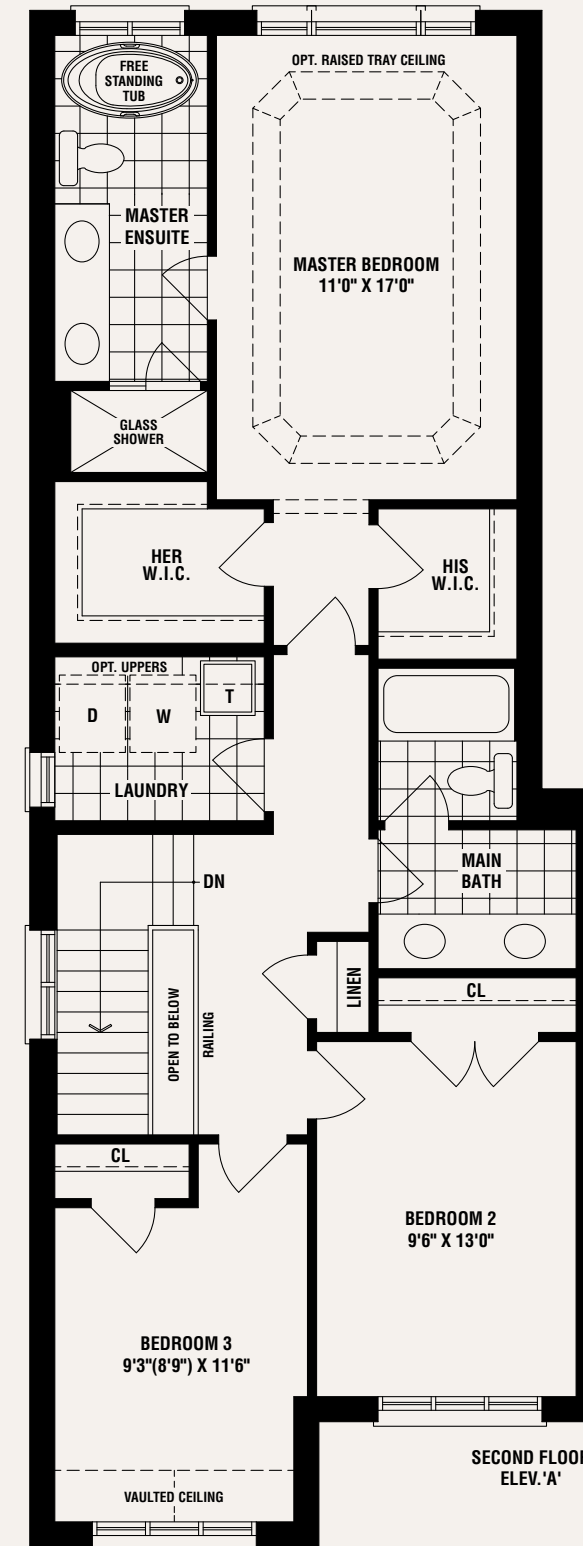 FREE
STANDING
TUB
OPT. RAISED TRAY CEILING
MASTER
ENSUITE
MASTER BEDROOM
11'0" X 17'0"
GLASS
SHOWER
HER
W.I.C.
HIS
W.I.C.
OPT. UPPERS
D
W
T
LAUNDRY
DN
MAIN
BATH
LINEN
CL
OPEN TO BELOW
RAILING
CL
BEDROOM 2
9'6" X 13'0"
BEDROOM 3
9'3"(8'9") X 11'6"
VAULTED CEILING
SECOND FLOOR
ELEV.'A'